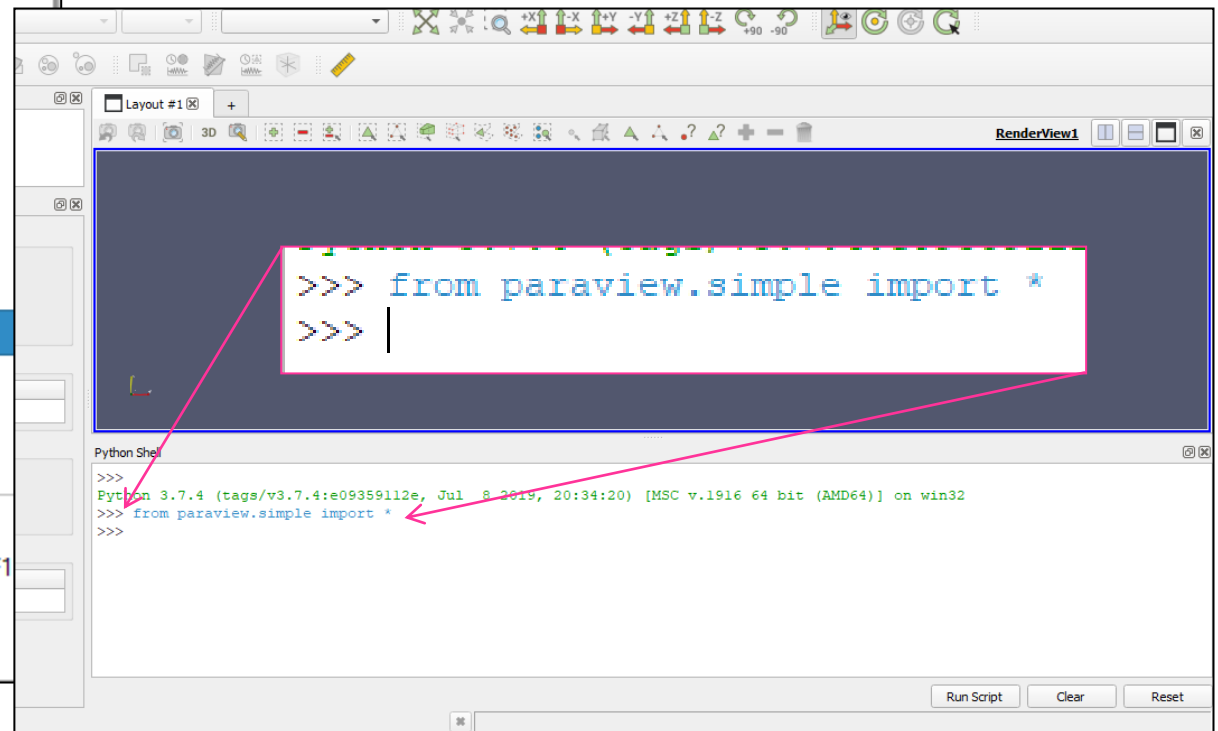 +X -X +Y -Y +Z -Z +90 -90
Layout #1 +
3D RenderView1
>>> from paraview.simple import *
>>>
Python Shell
>>>
Python 3.7.4 (tags/v3.7.4:e09359112e, Jul 8 2019, 20:34:20) [MSC v.1916 64 bit (AMD64)] on win32
>>> from paraview.simple import *
>>>
Run Script Clear Reset